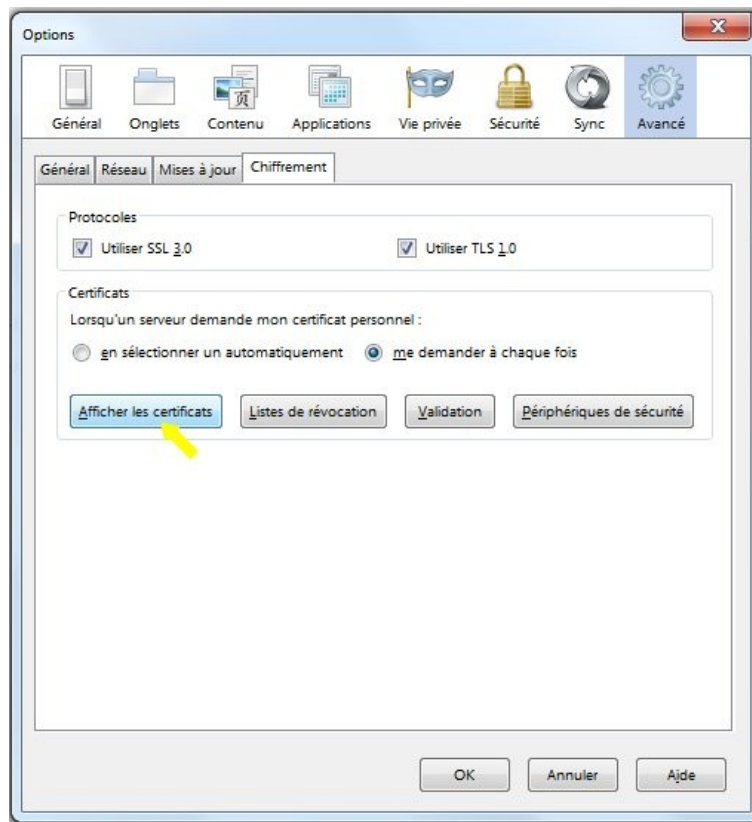 Options
X
页
Général Onglets Contenu Applications Vie privée Sécurité Sync Avancé
Général Réseau Mises à jour Chiffrement
Protocoles
Utiliser SSL 3.0 Utiliser TLS 1.0
Certificats
Lorsqu'un serveur demande mon certificat personnel :
en sélectionner un automatiquement me demander à chaque fois
Afficher les certificats Listes de révocation Validation Périphériques de sécurité
OK Annuler Aide